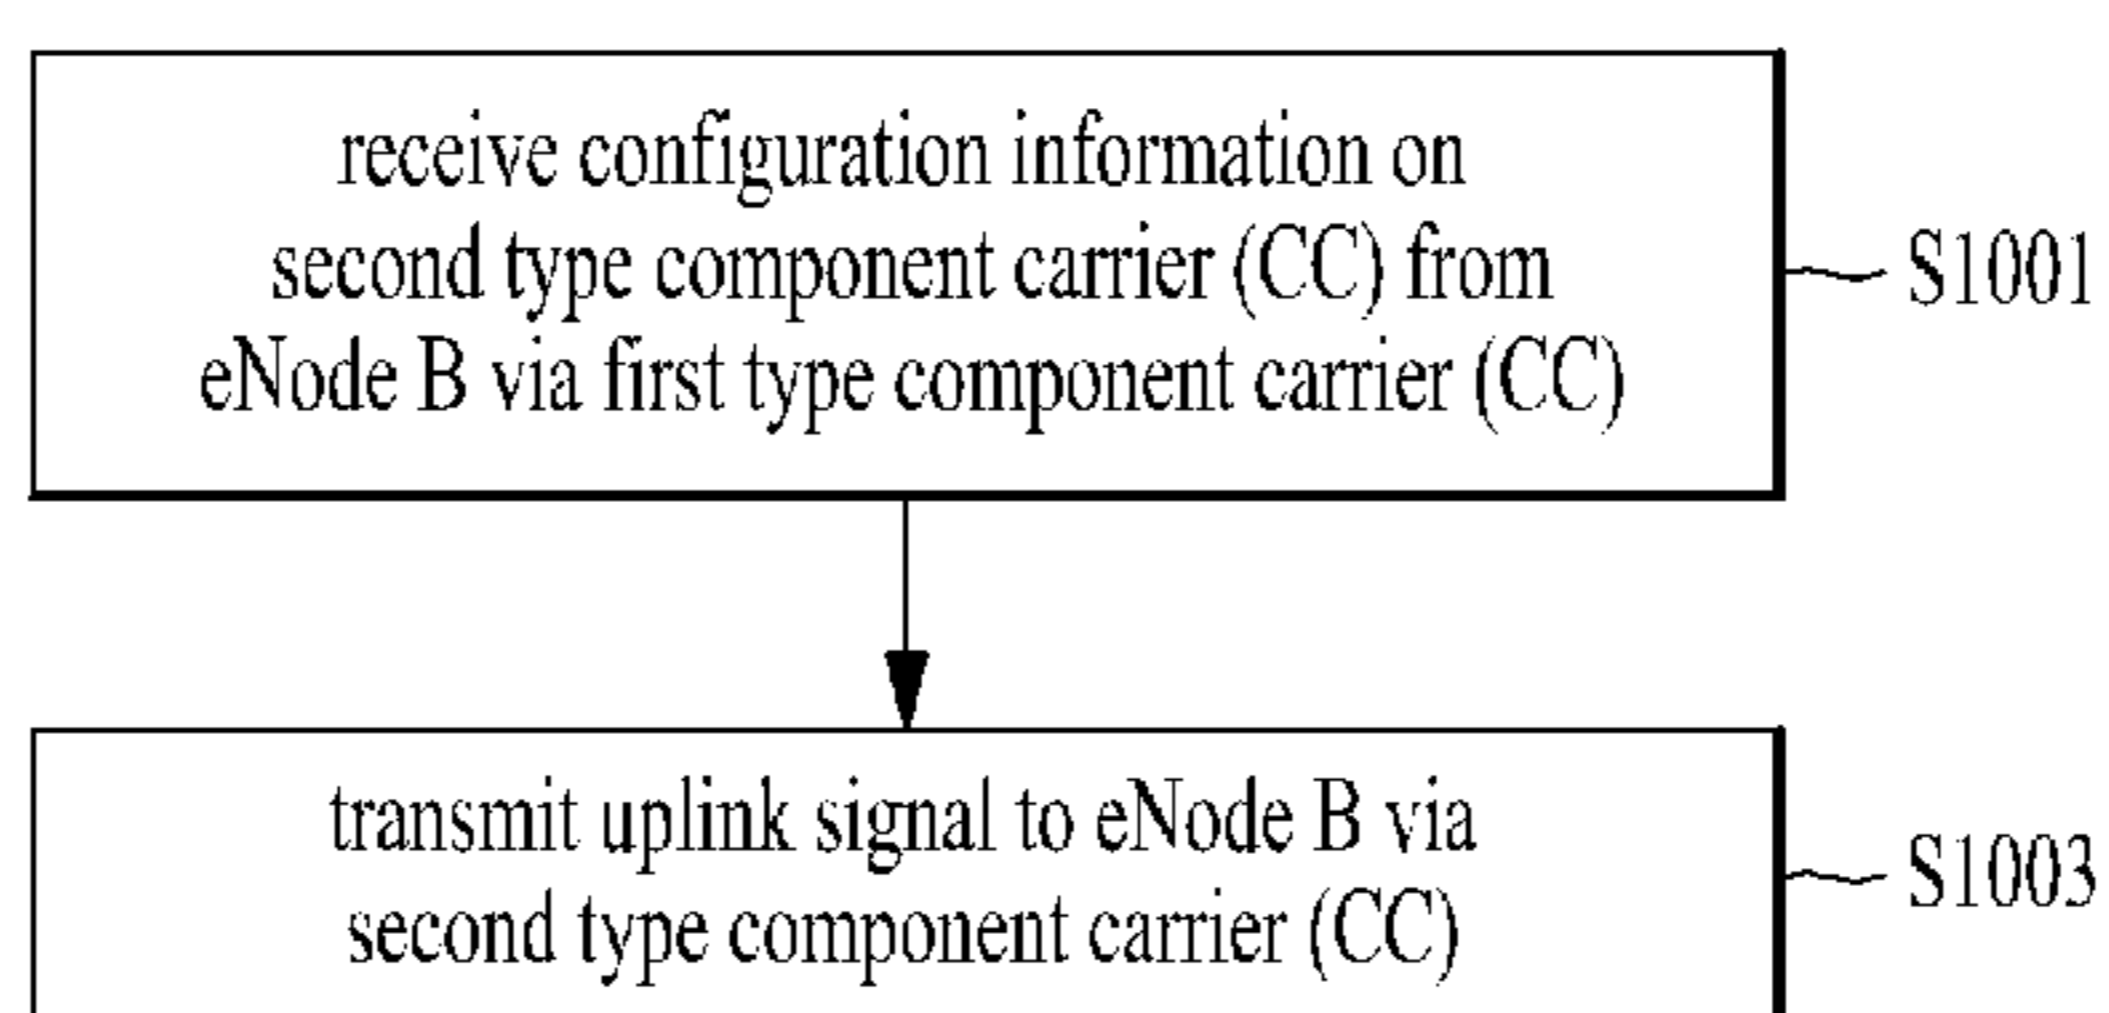 receive configuration information on
second type component carrier (CC) from
eNode B via first type component carrier (CC)
S1001
transmit uplink signal to eNode B via
second type component carrier (CC)
S1003